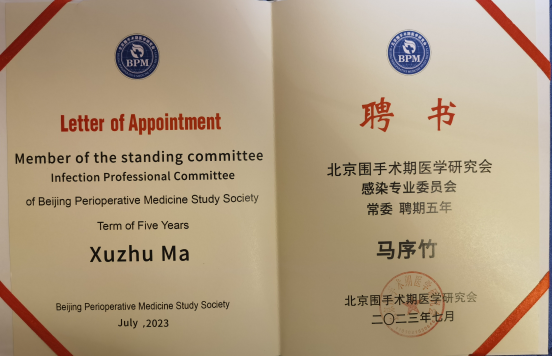 BPM
Letter of Appointment
Member of the standing committee
Infection Professional Committee
of Beijing Perioperative Medicine Study Society
Term of Five Years
Xuzhu Ma
Beijing Perioperative Medicine Study Society
July ,2023
BPM
聘 书
北京围手术期医学研究会
感染专业委员会
常委 聘期五年
马序竹
北京围手术期医学研究会
二〇二三年七月